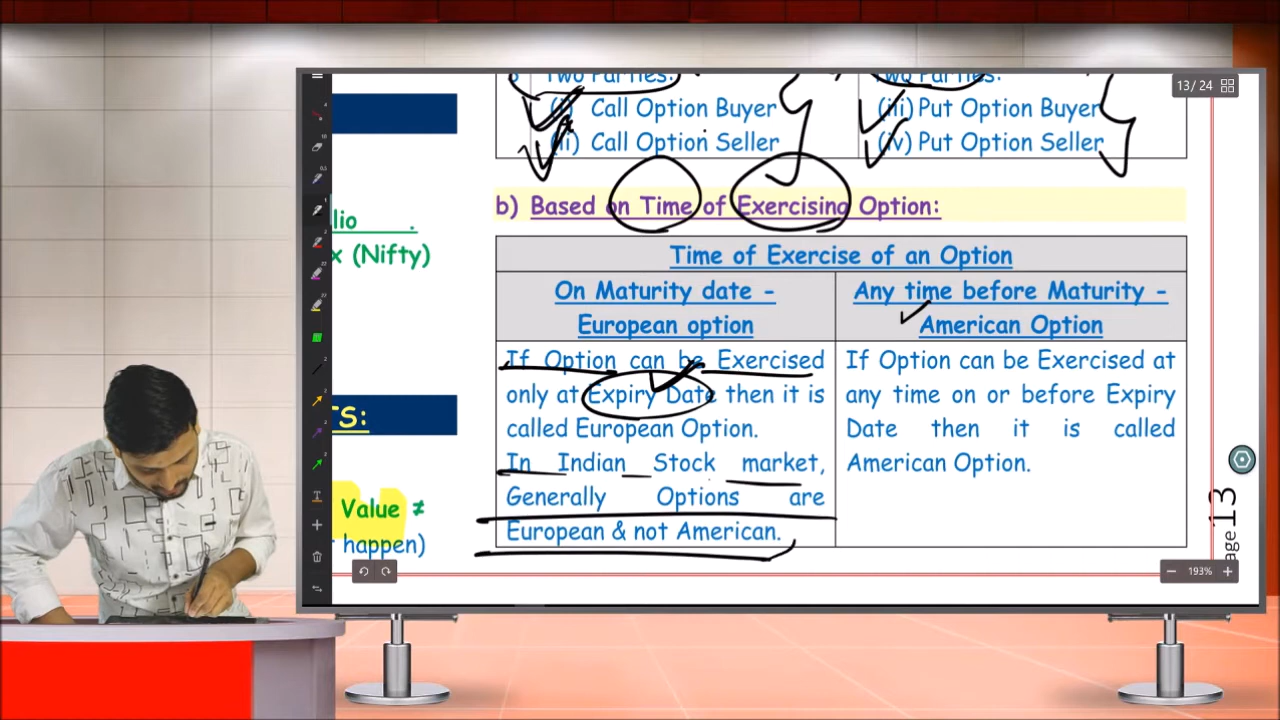 13/24
Two Parties:
(i) Call Option Buyer
(iii) Put Option Buyer
(ii) Call Option Seller
(iv) Put Option Seller
b) Based on Time of Exercising Option:
Time of Exercise of an Option
On Maturity date -
European option
Any time before Maturity -
American Option
If Option can be Exercised
only at Expiry Date then it is
called European Option.
In Indian Stock market,
Generally Options are
European & not American.
If Option can be Exercised at
any time on or before Expiry
Date then it is called
American Option.
lio .
x (Nifty)
TS:
Value ≠
happen)
age 13
193%